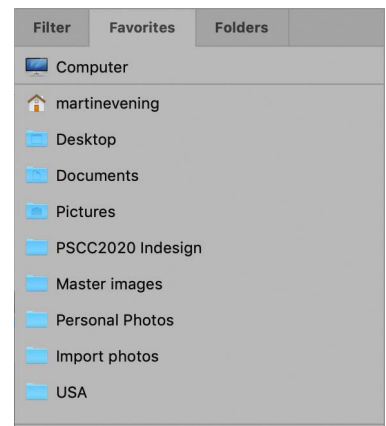 Filter Favorites Folders
Computer
martinevening
Desktop
Documents
Pictures
PSCC2020 Indesign
Master images
Personal Photos
Import photos
USA